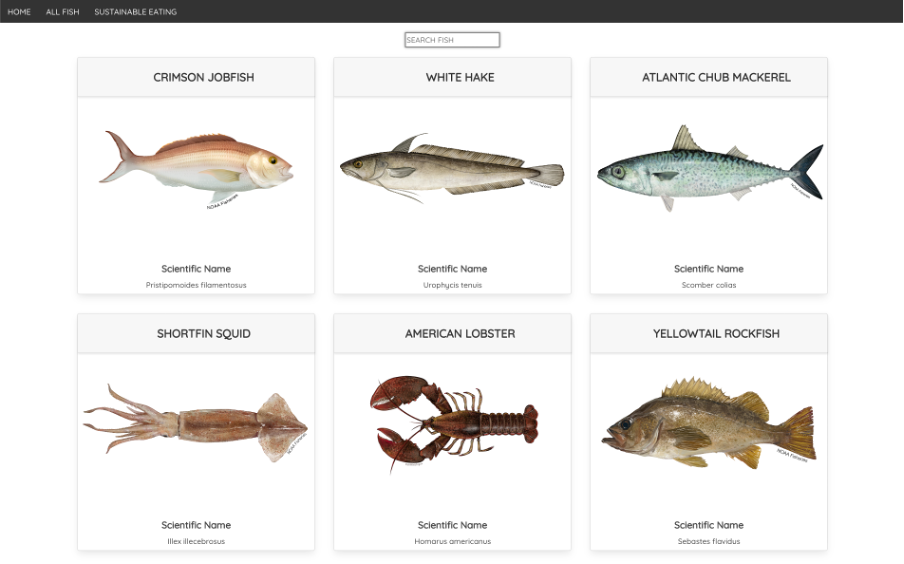 HOME ALL FISH SUSTAINABLE EATING
SEARCH FISH
CRIMSON JOBFISH
WHITE HAKE
ATLANTIC CHUB MACKEREL
NOAA Fisheries
NOAA Fisheries
NOAA Fisheries
Scientific Name
Pristipomoides filamentosus
Scientific Name
Urophycis tenuis
Scientific Name
Scomber colias
SHORTFIN SQUID
AMERICAN LOBSTER
YELLOWTAIL ROCKFISH
NOAA Fisheries
NOAA Fisheries
Scientific Name
Illex illecebrosus
Scientific Name
Homarus americanus
Scientific Name
Sebastes flavidus